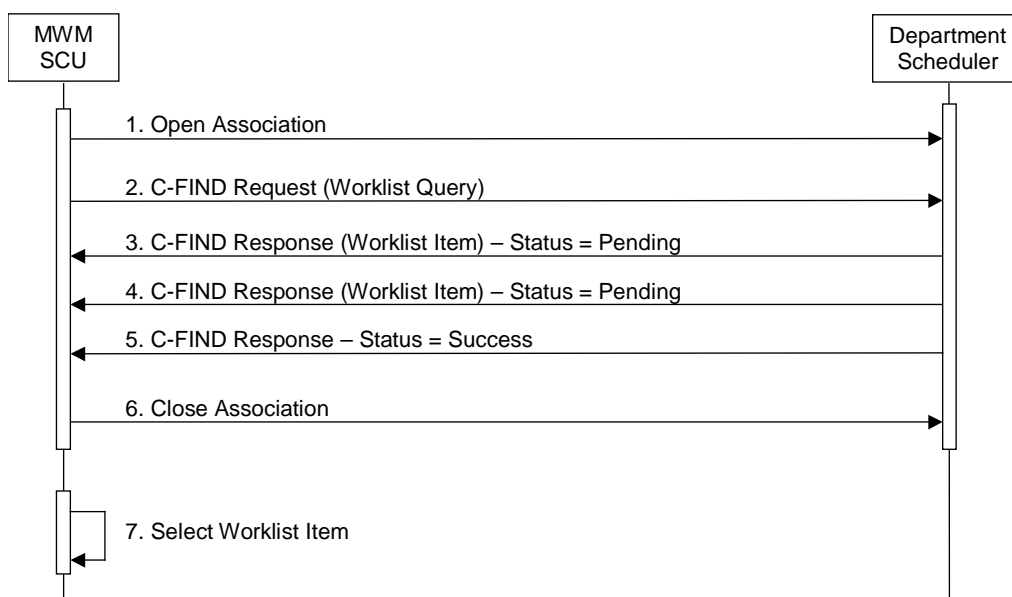 MWM
SCU
Department
Scheduler
1. Open Association
2. C-FIND Request (Worklist Query)
3. C-FIND Response (Worklist Item) – Status = Pending
4. C-FIND Response (Worklist Item) – Status = Pending
5. C-FIND Response – Status = Success
6. Close Association
7. Select Worklist Item